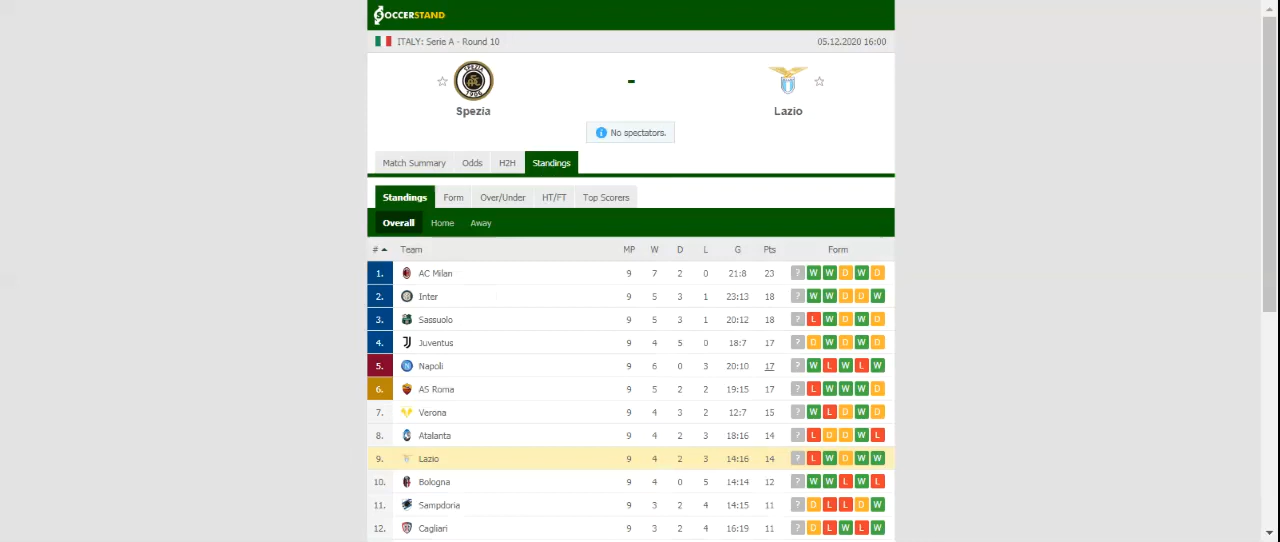 SOCCERSTAND
ITALY: Serie A - Round 10 05.12.2020 16:00
-
Spezia Lazio
No spectators.
Match Summary Odds H2H Standings
Standings Form Over/Under HT/FT Top Scorers
Overall Home Away
# Team MP W D L G Pts Form
1. AC Milan 9 7 2 0 21:8 23 ? W W D W D
2. Inter 9 5 3 1 23:13 18 ? W W D D W
3. Sassuolo 9 5 3 1 20:12 18 ? L W D W D
4. Juventus 9 4 5 0 18:7 17 ? D W D W D
5. Napoli 9 6 0 3 20:10 17 ? W L W L W
6. AS Roma 9 5 2 2 19:15 17 ? L W W W D
7. Verona 9 4 3 2 12:7 15 ? W L D W D
8. Atalanta 9 4 2 3 18:16 14 ? L D D W L
9. Lazio 9 4 2 3 14:16 14 ? L W D W W
10. Bologna 9 4 0 5 14:14 12 ? W W L W L
11. Sampdoria 9 3 2 4 14:15 11 ? D L L D W
12. Cagliari 9 3 2 4 16:19 11 ? D L W L W